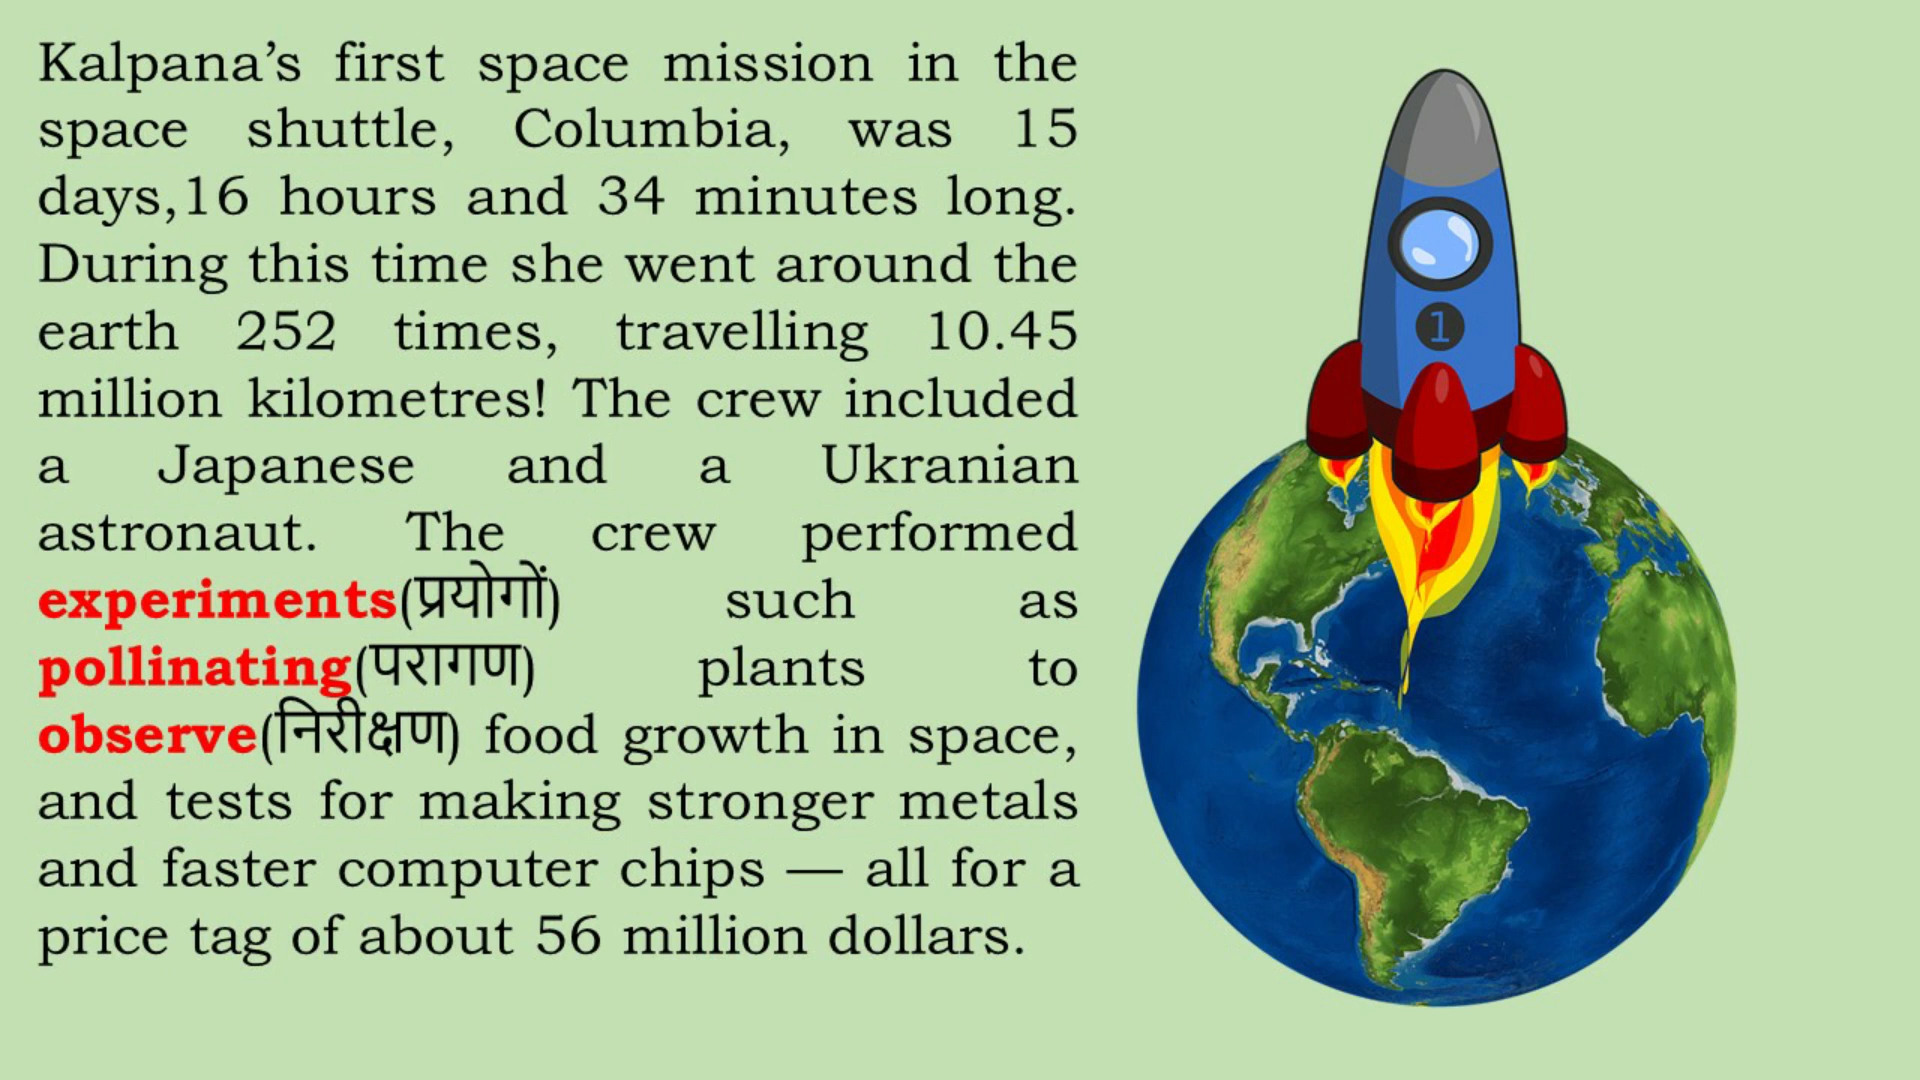 Kalpana’s first space mission in the
space shuttle, Columbia, was 15
days,16 hours and 34 minutes long.
During this time she went around the
earth 252 times, travelling 10.45
million kilometres! The crew included
a Japanese and a Ukranian
astronaut. The crew performed
experiments(प्रयोगों) such as
pollinating(परागण) plants to
observe(निरीक्षण) food growth in space,
and tests for making stronger metals
and faster computer chips — all for a
price tag of about 56 million dollars.
1